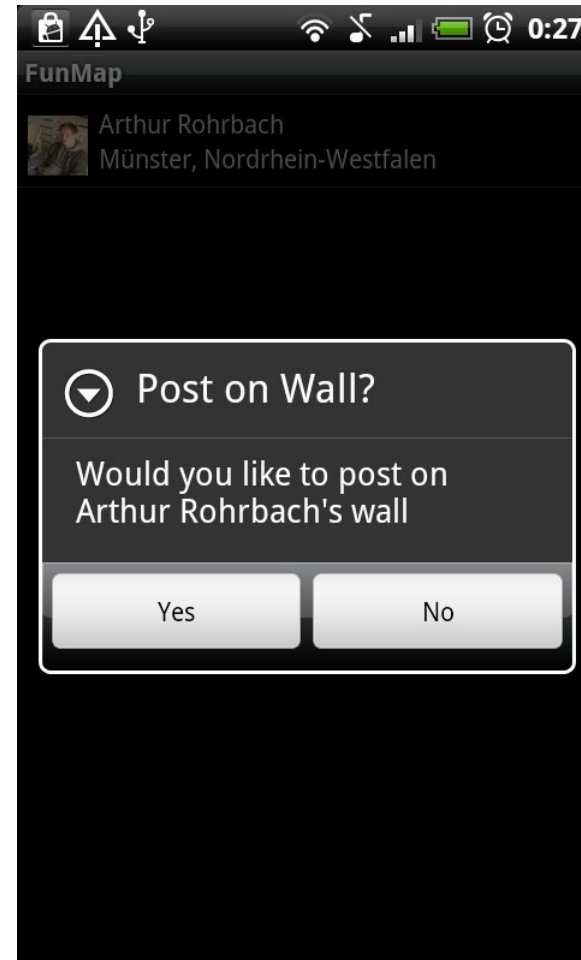 0:27
FunMap
Arthur Rohrbach
Münster, Nordrhein-Westfalen
Post on Wall?
Would you like to post on
Arthur Rohrbach's wall
Yes
No